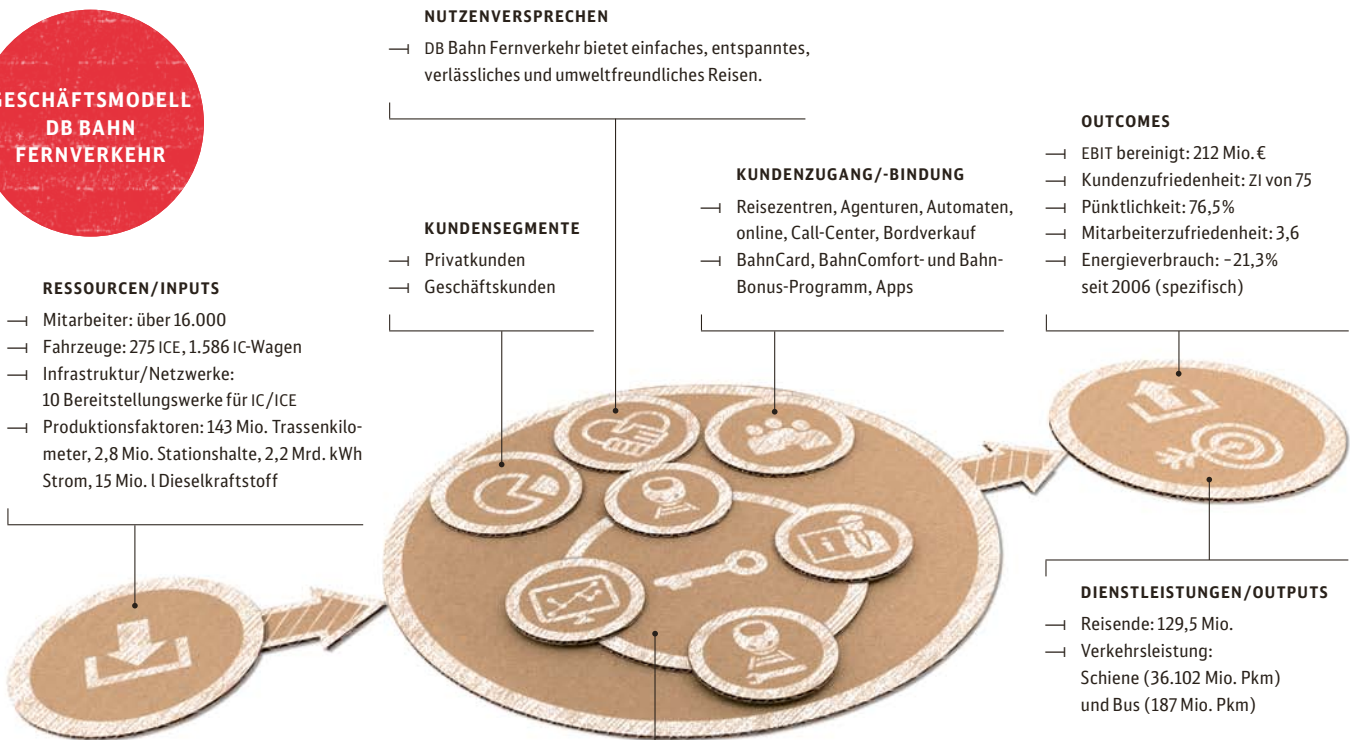 GESCHÄFTSMODELL
DB BAHN
FERNVERKEHR
NUTZENVERSPRECHEN
DB Bahn Fernverkehr bietet einfaches, entspanntes,
verlässliches und umweltfreundliches Reisen.
KUNDENSEGMENTE
Privatkunden
Geschäftskunden
KUNDENZUGANG/-BINDUNG
Reisezentren, Agenturen, Automaten,
online, Call-Center, Bordverkauf
BahnCard, BahnComfort- und Bahn-
Bonus-Programm, Apps
OUTCOMES
EBIT bereinigt: 212 Mio. €
Kundenzufriedenheit: ZI von 75
Pünktlichkeit: 76,5%
Mitarbeiterzufriedenheit: 3,6
Energieverbrauch: –21,3%
seit 2006 (spezifisch)
RESSOURCEN/INPUTS
Mitarbeiter: über 16.000
Fahrzeuge: 275 ICE, 1.586 IC-Wagen
Infrastruktur/Netzwerke:
10 Bereitstellungswerke für IC/ICE
Produktionsfaktoren: 143 Mio. Trassenkilo-
meter, 2,8 Mio. Stationshalte, 2,2 Mrd. kWh
Strom, 15 Mio. l Dieselkraftstoff
DIENSTLEISTUNGEN/OUTPUTS
Reisende: 129,5 Mio.
Verkehrsleistung:
Schiene (36.102 Mio. Pkm)
und Bus (187 Mio. Pkm)